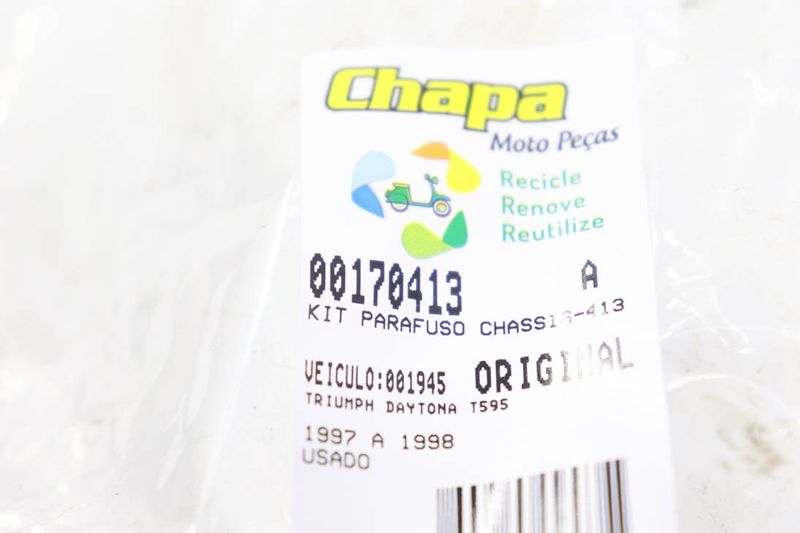 Chapa
Moto Peças
Recicle
Renove
Reutilize
00170413 A
KIT PARAFUSO CHASSIS-413
VEICULO:001945 ORIGINAL
TRIUMPH DAYTONA T595
1997 A 1998
USADO